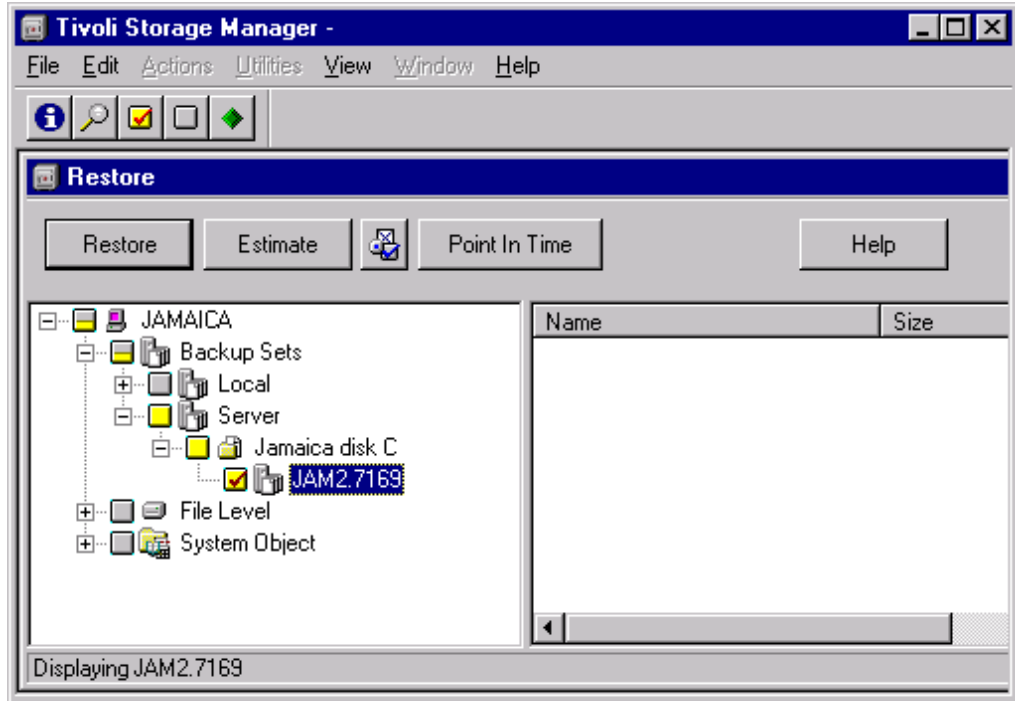 Tivoli Storage Manager -
File Edit Actions Utilities View Window Help
Restore
Restore Estimate Point In Time Help
JAMAICA
Backup Sets
Local
Server
Jamaica disk C
JAM2.7169
File Level
System Object
Name Size
Displaying JAM2.7169